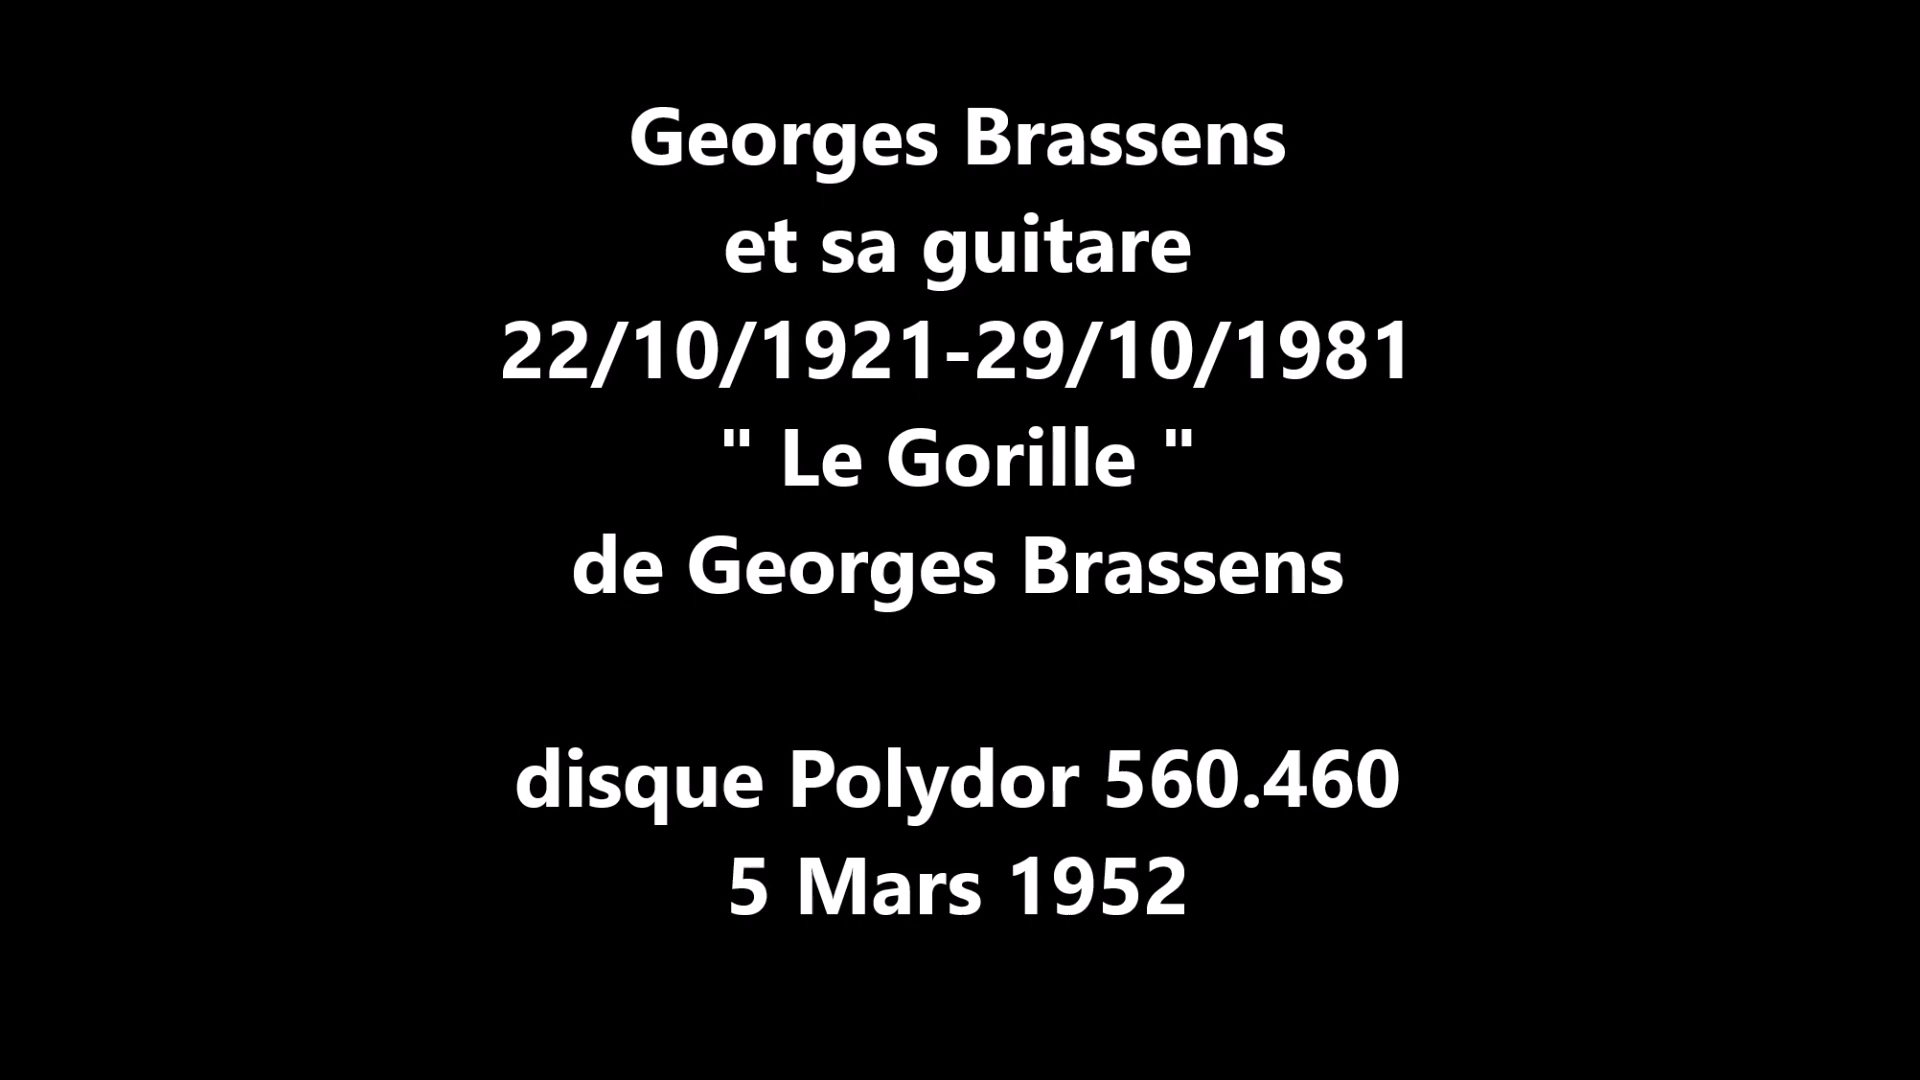 Georges Brassens
et sa guitare
22/10/1921-29/10/1981
" Le Gorille "
de Georges Brassens
disque Polydor 560.460
5 Mars 1952